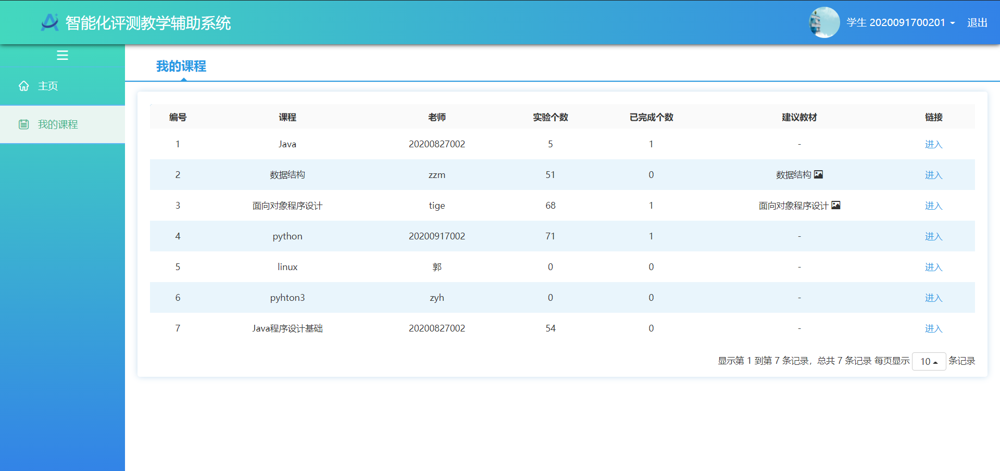 智能化评测教学辅助系统
学生 2020091700201 退出
主页
我的课程
我的课程
编号 课程 老师 实验个数 已完成个数 建议教材 链接
1 Java 20200827002 5 1 - 进入
2 数据结构 zzm 51 0 数据结构 进入
3 面向对象程序设计 tige 68 1 面向对象程序设计 进入
4 python 20200917002 71 1 - 进入
5 linux 郭 0 0 - 进入
6 pyhton3 zyh 0 0 - 进入
7 Java程序设计基础 20200827002 54 0 - 进入
显示第 1 到第 7 条记录，总共 7 条记录 每页显示 10 条记录